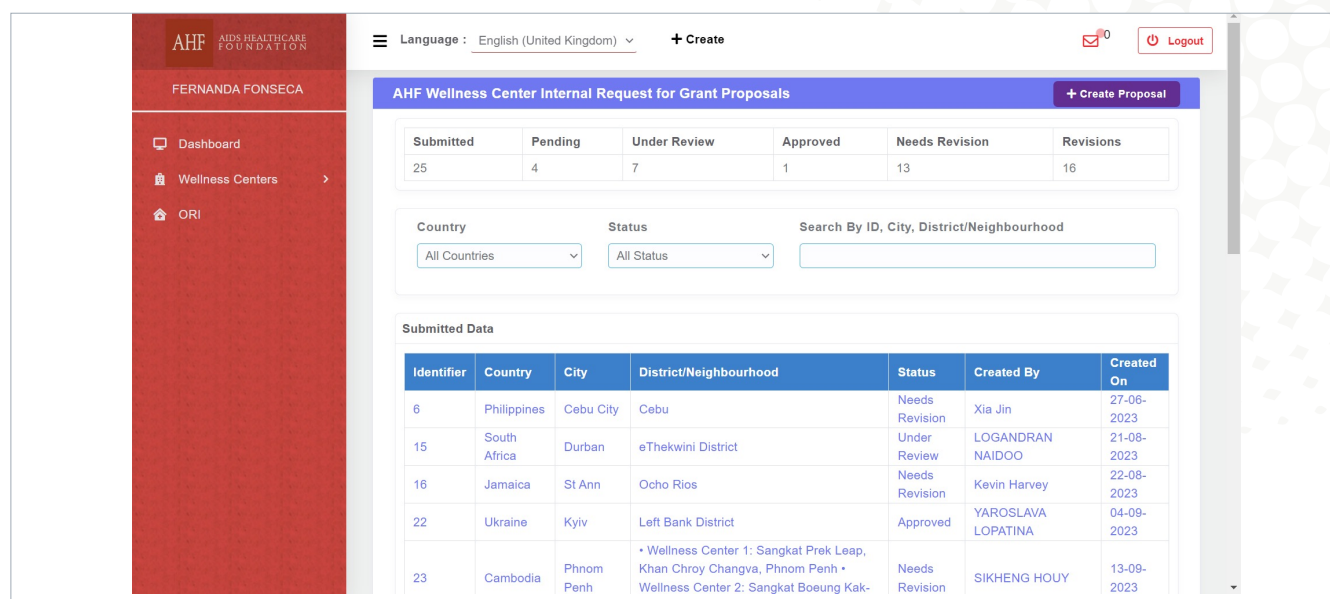 AHF AIDS HEALTHCARE
FOUNDATION
Language : English (United Kingdom) + Create 0 Logout
FERNANDA FONSECA
Dashboard
Wellness Centers
ORI
AHF Wellness Center Internal Request for Grant Proposals + Create Proposal
Submitted Pending Under Review Approved Needs Revision Revisions
25 4 7 1 13 16
Country Status Search By ID, City, District/Neighbourhood
All Countries All Status
Submitted Data
Identifier Country City District/Neighbourhood Status Created By Created
On
6 Philippines Cebu City Cebu Needs Xia Jin 27-06-
Revision 2023
15 South Durban eThekwini District Under LOGANDRAN 21-08-
Africa Review NAIDOO 2023
16 Jamaica St Ann Ocho Rios Needs Kevin Harvey 22-08-
Revision 2023
22 Ukraine Kyiv Left Bank District Approved YAROSLAVA 04-09-
LOPATINA 2023
• Wellness Center 1: Sangkat Prek Leap,
23 Cambodia Phnom Khan Chroy Changva, Phnom Penh • Needs SIKHENG HOUY 13-09-
Penh Wellness Center 2: Sangkat Boeung Kak- Revision 2023